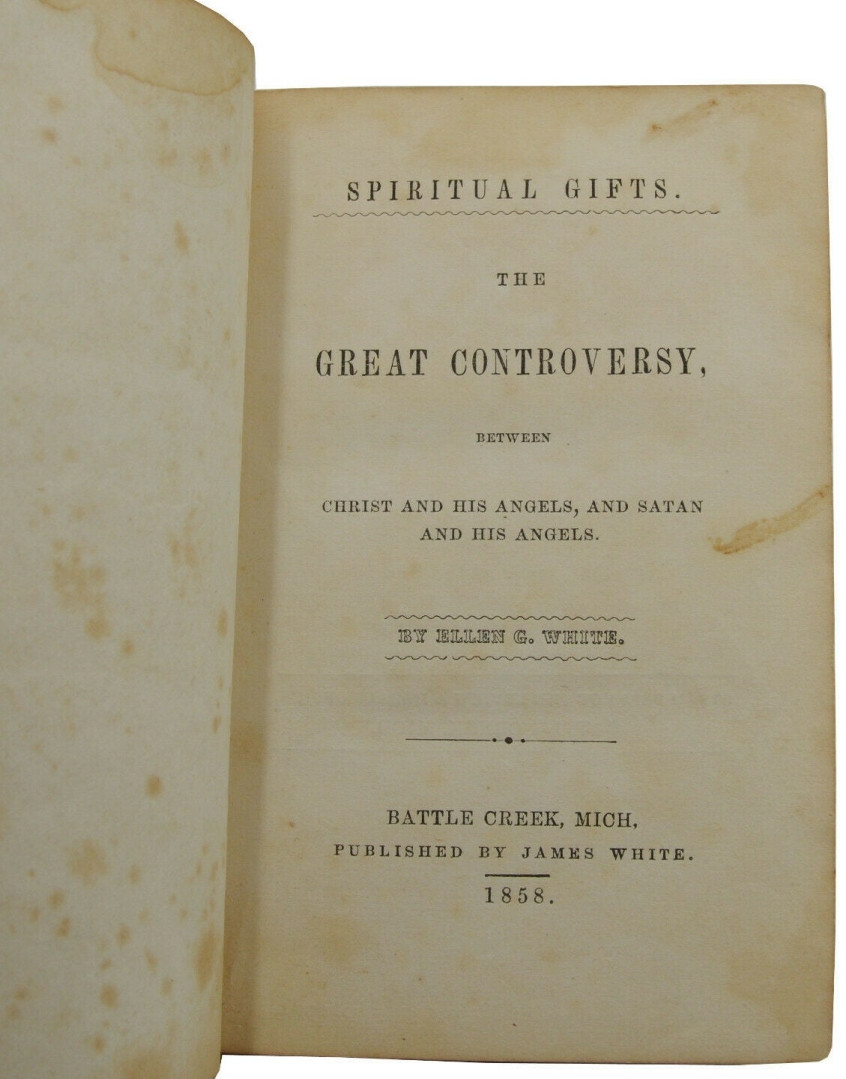 SPIRITUAL GIFTS.
THE
GREAT CONTROVERSY,
BETWEEN
CHRIST AND HIS ANGELS, AND SATAN
AND HIS ANGELS.
BY ELLEN G. WHITE.
BATTLE CREEK, MICH,
PUBLISHED BY JAMES WHITE.
1858.